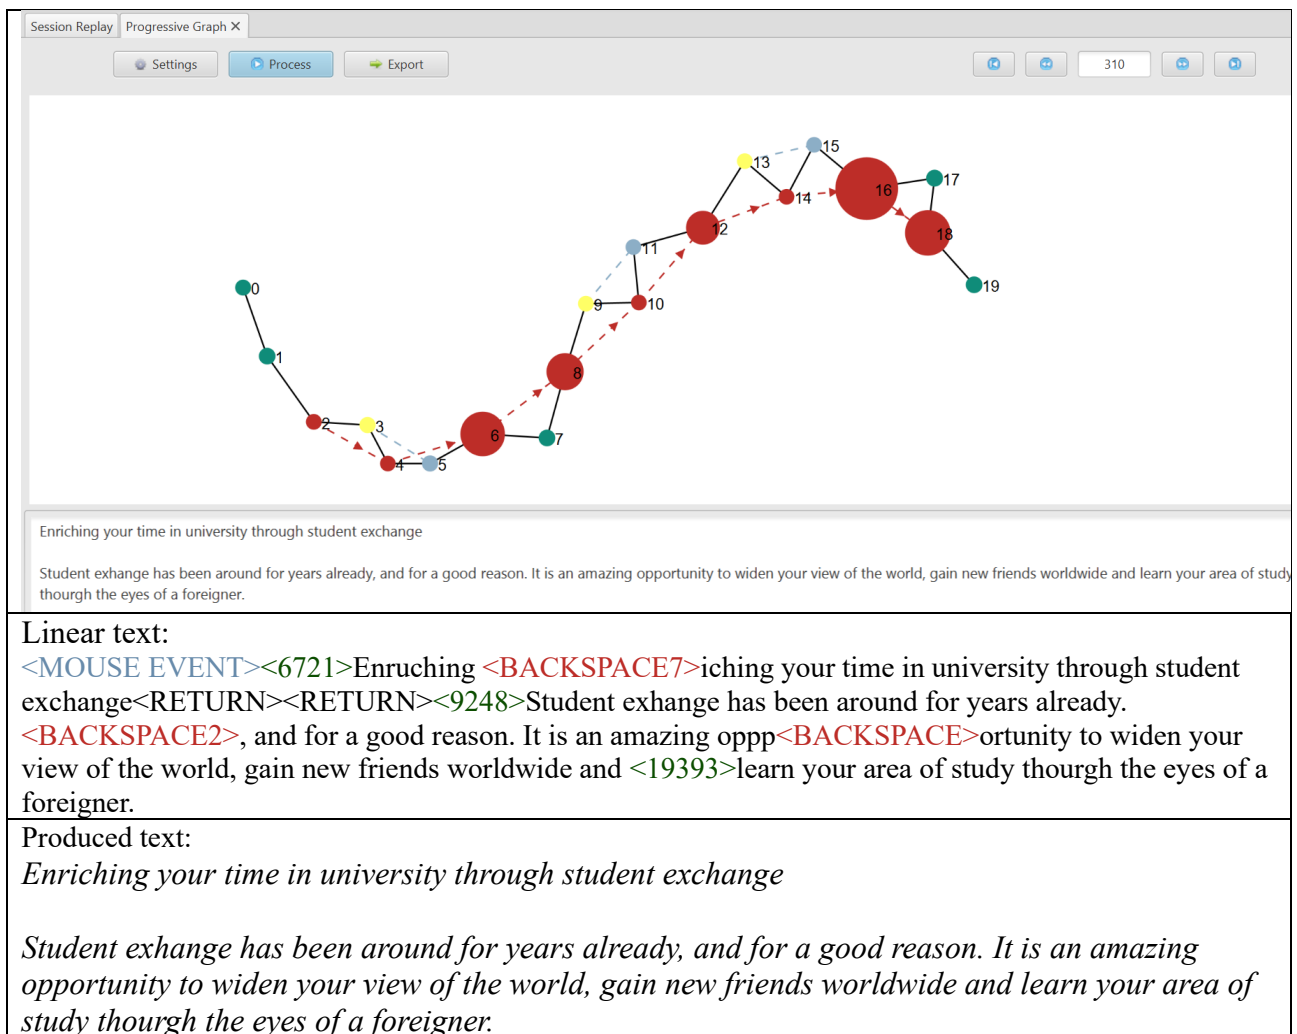 Session Replay Progressive Graph X
Settings Process Export 310
0
1
2
3
4
5
6
7
8
9
10
11
12
13
14
15
16
17
18
19
Enriching your time in university through student exchange
Student exhange has been around for years already, and for a good reason. It is an amazing opportunity to widen your view of the world, gain new friends worldwide and learn your area of study
thourgh the eyes of a foreigner.
Linear text:
<MOUSE EVENT><6721>Enruching <BACKSPACE7>iching your time in university through student
exchange<RETURN><RETURN><9248>Student exhange has been around for years already.
<BACKSPACE2>, and for a good reason. It is an amazing oppp<BACKSPACE>ortunity to widen your
view of the world, gain new friends worldwide and <19393>learn your area of study thourgh the eyes of a
foreigner.
Produced text:
Enriching your time in university through student exchange
Student exhange has been around for years already, and for a good reason. It is an amazing
opportunity to widen your view of the world, gain new friends worldwide and learn your area of
study thourgh the eyes of a foreigner.